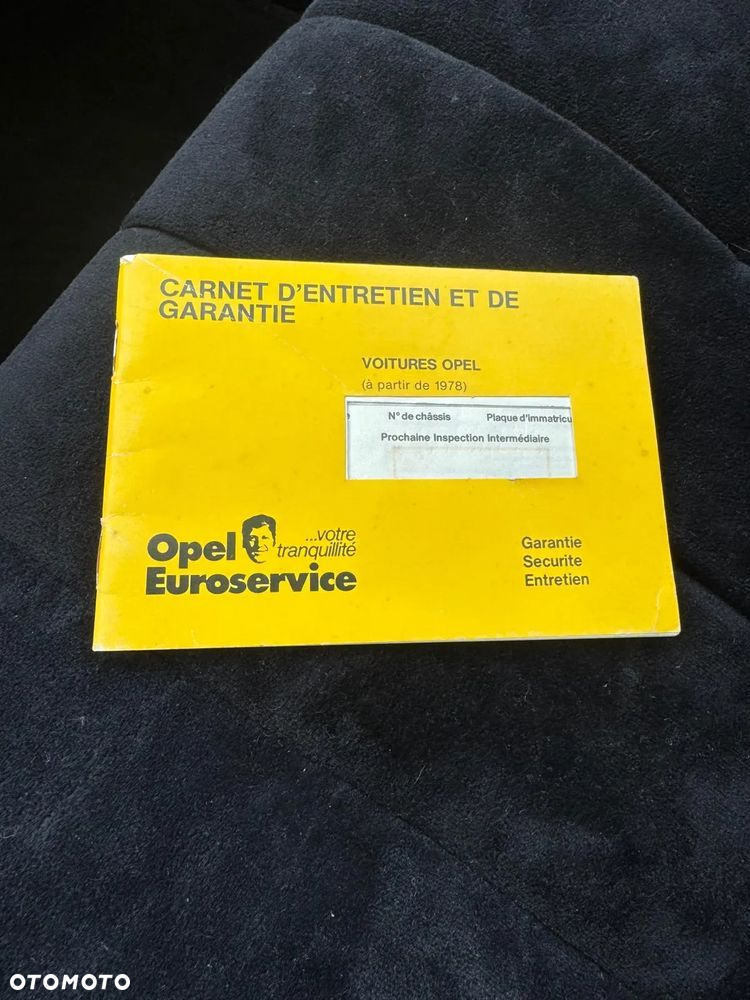 CARNET D'ENTRETIEN ET DE
GARANTIE
VOITURES OPEL
(à partir de 1978)
N° de châssis Plaque d'immatricu
Prochaine Inspection intermédiaire
...votre
tranquillité
Opel
Euroservice
Garantie
Securite
Entretien
OTOMOTO